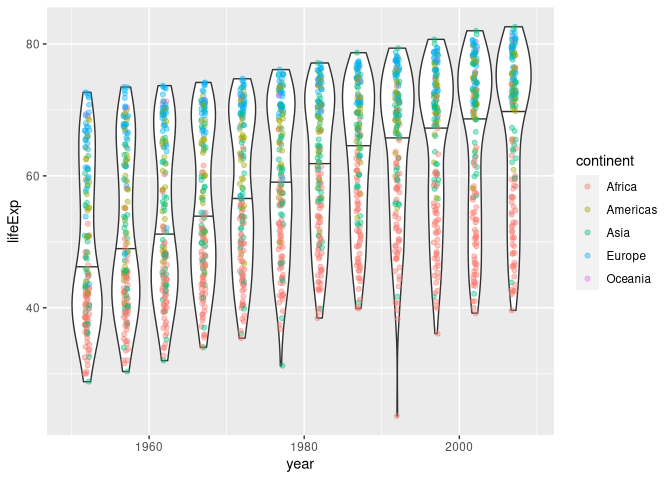 80
60
40
lifeExp
1960
1980
2000
year
continent
Africa
Americas
Asia
Europe
Oceania